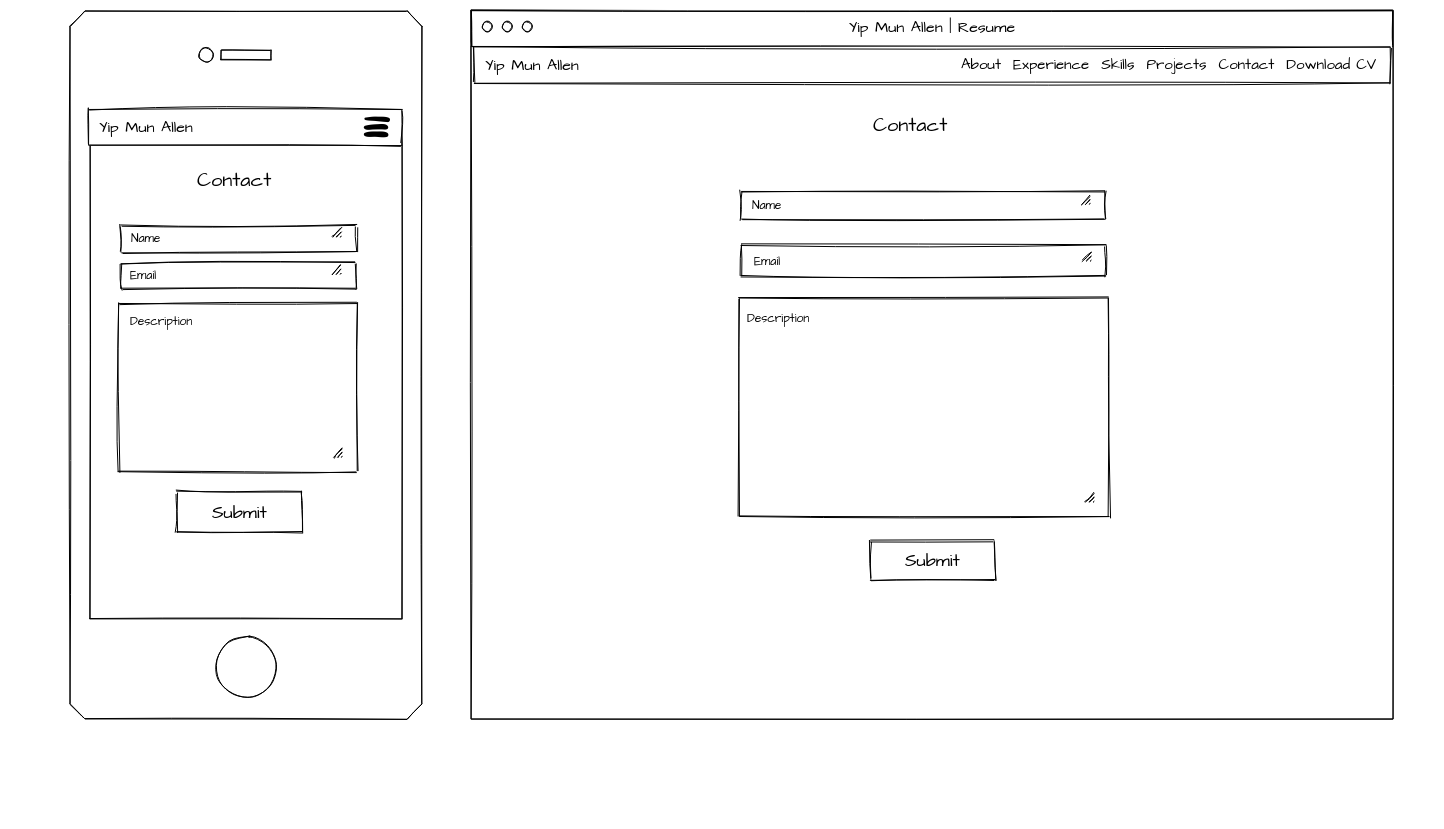 Yip Mun Allen
Contact
Name
Email
Description
Submit
Yip Mun Allen | Resume
Yip Mun Allen About Experience Skills Projects Contact Download CV
Contact
Name
Email
Description
Submit